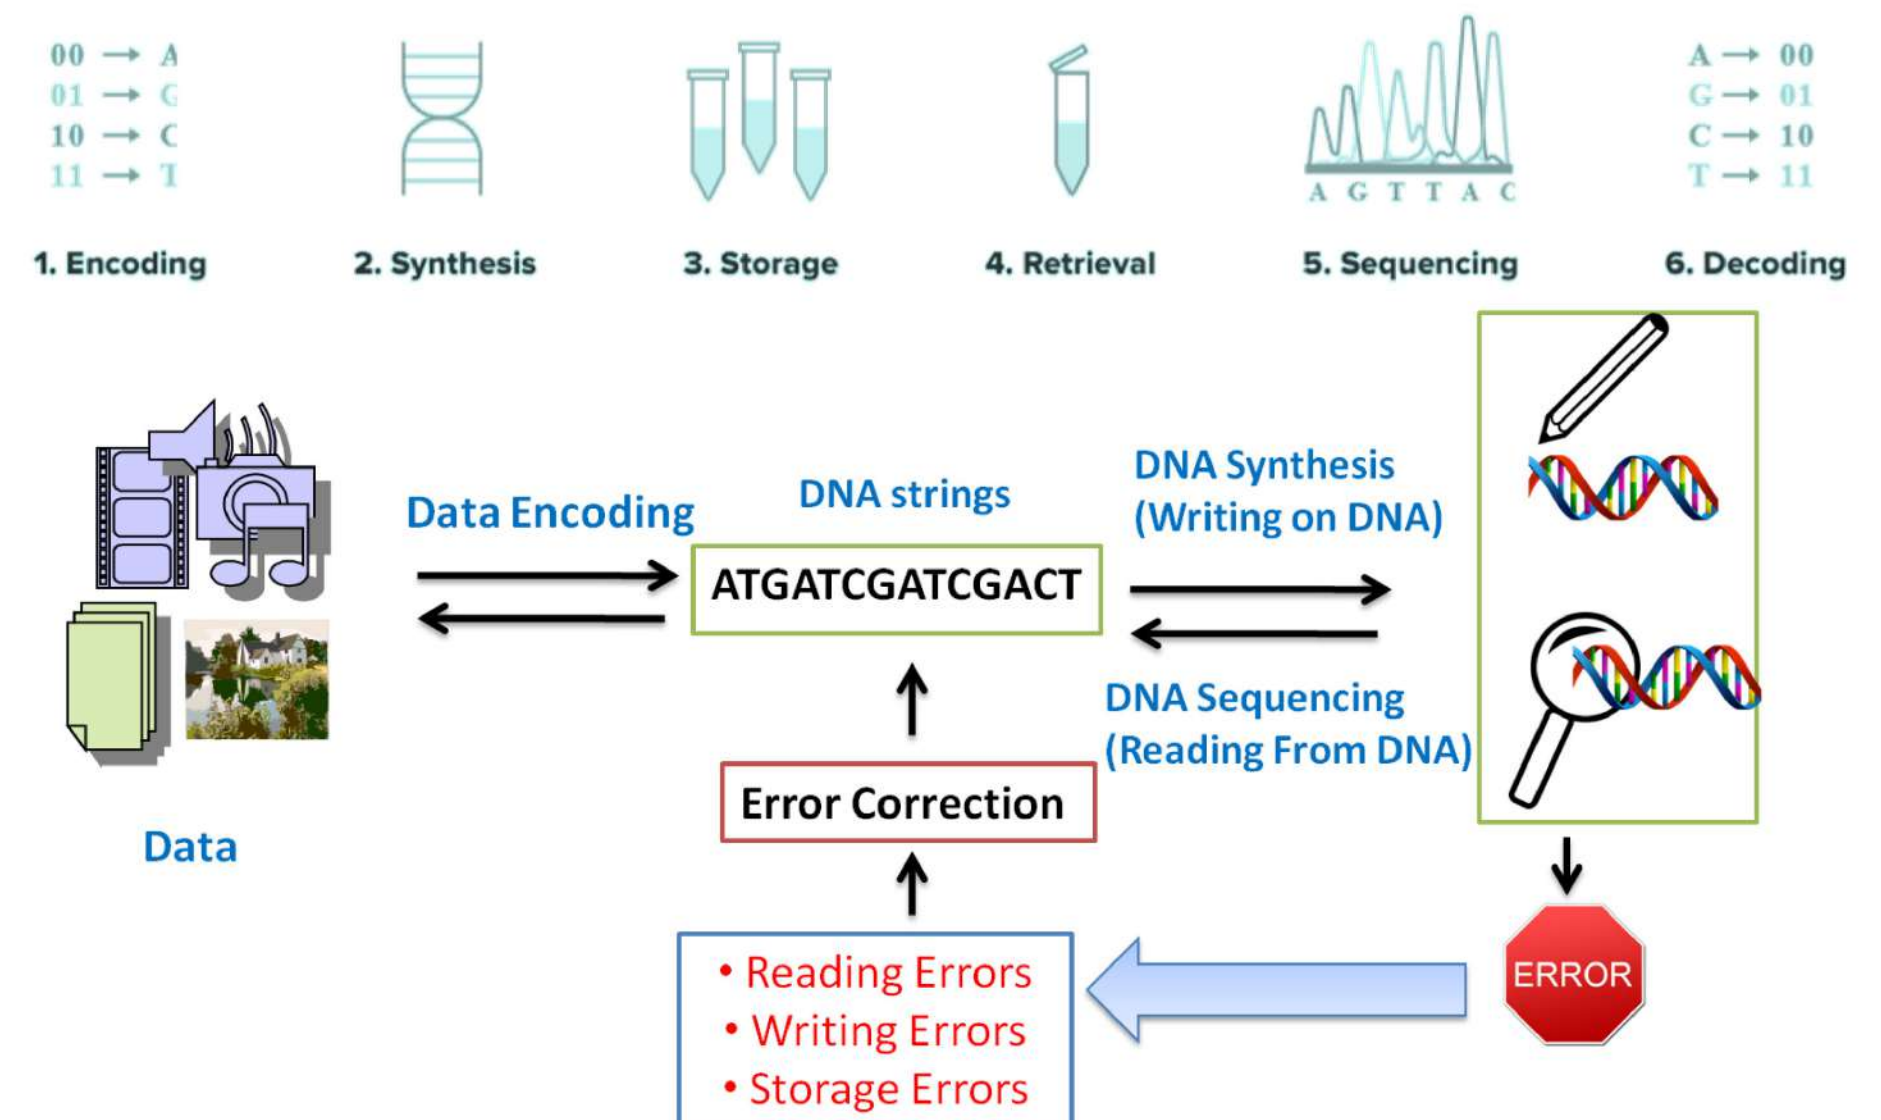 00 → A
01 → G
10 → C
11 → T
A G T T A C
A → 00
G → 01
C → 10
T → 11
1. Encoding
2. Synthesis
3. Storage
4. Retrieval
5. Sequencing
6. Decoding
Data Encoding
DNA strings
ATGATCGATCGACT
DNA Synthesis
(Writing on DNA)
DNA Sequencing
(Reading From DNA)
Data
Error Correction
ERROR
• Reading Errors
• Writing Errors
• Storage Errors